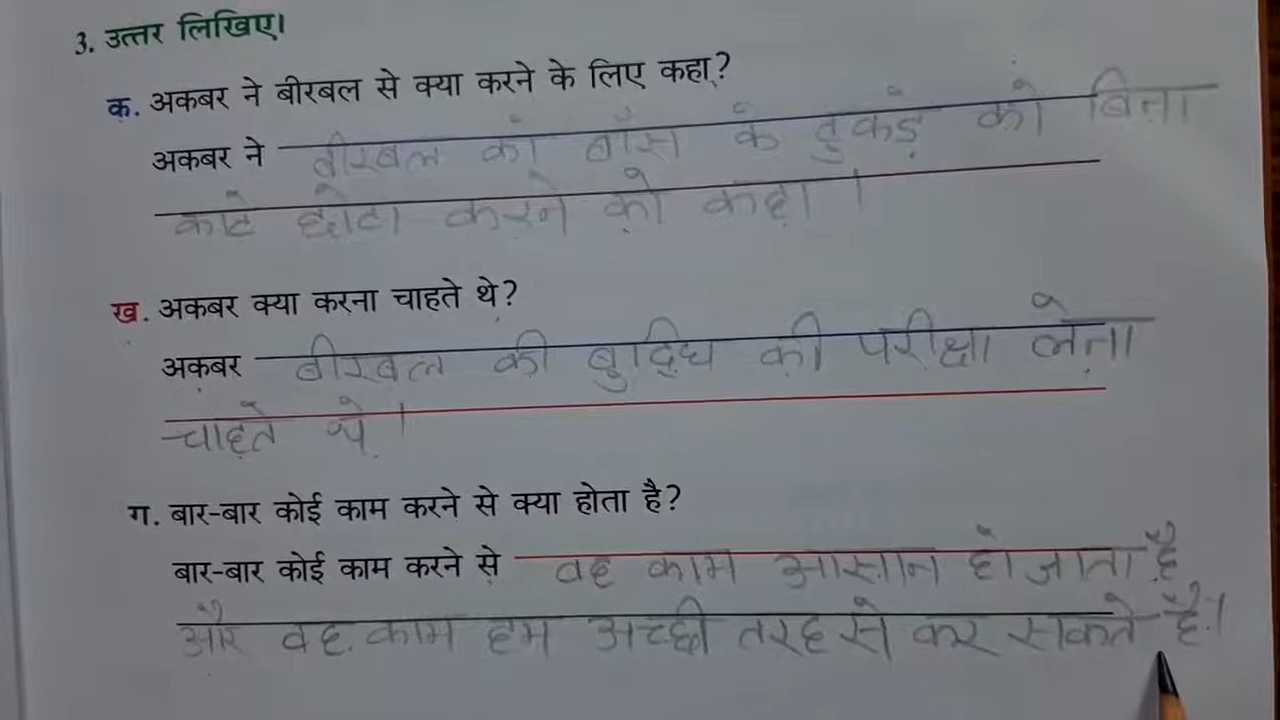 3. उत्तर लिखिए।
क. अकबर ने बीरबल से क्या करने के लिए कहा?
अकबर ने बीरबल को बाँस के टुकड़े को बिना
काटे छोटा करने को कहा ।
ख. अकबर क्या करना चाहते थे?
अकबर बीरबल की बुद्धि की परीक्षा लेना
चाहते थे।
ग. बार-बार कोई काम करने से क्या होता है?
बार-बार कोई काम करने से वह काम आसान हो जाता है
और वह काम हम अच्छी तरह से कर सकते है।